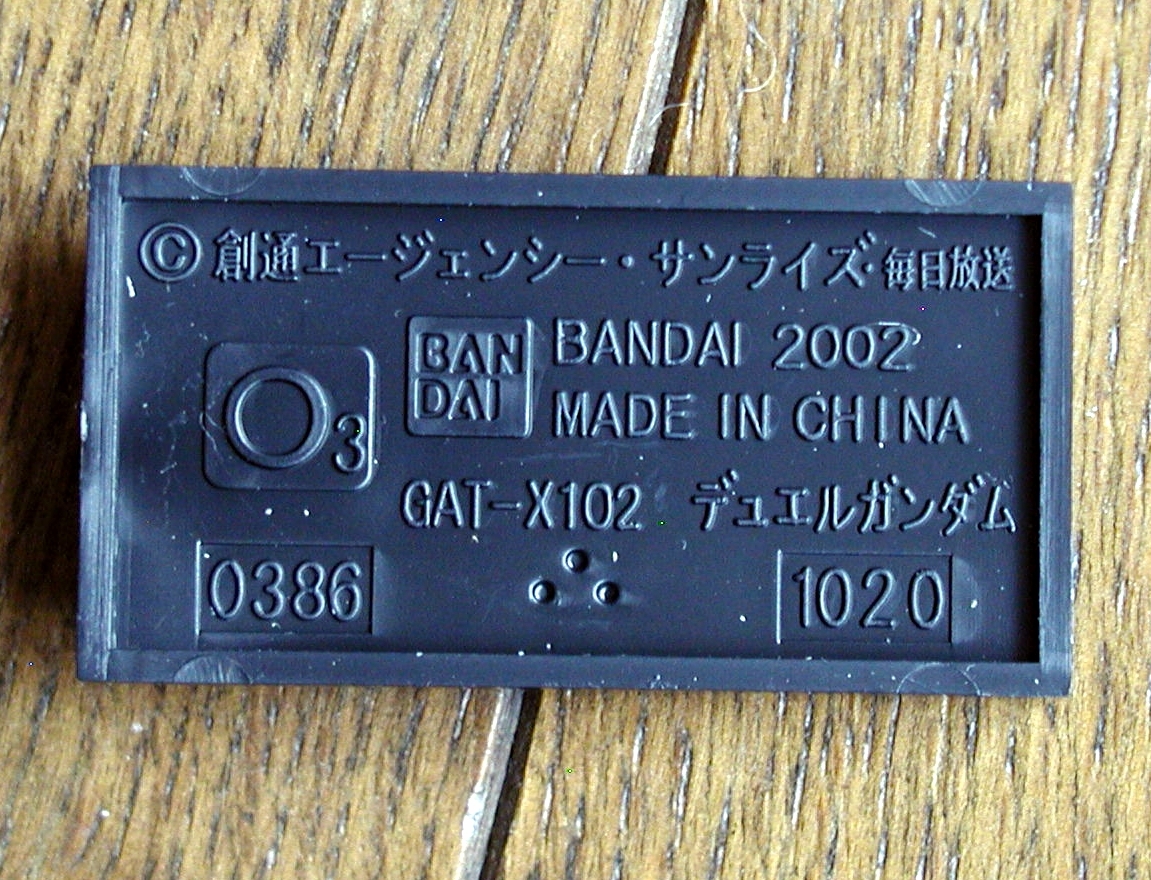 ©創通エージェンシー・サンライズ・毎日放送
BAN
DAI
BANDAI 2002
MADE IN CHINA
3
GAT-X102 デュエルガンダム
0386
1020